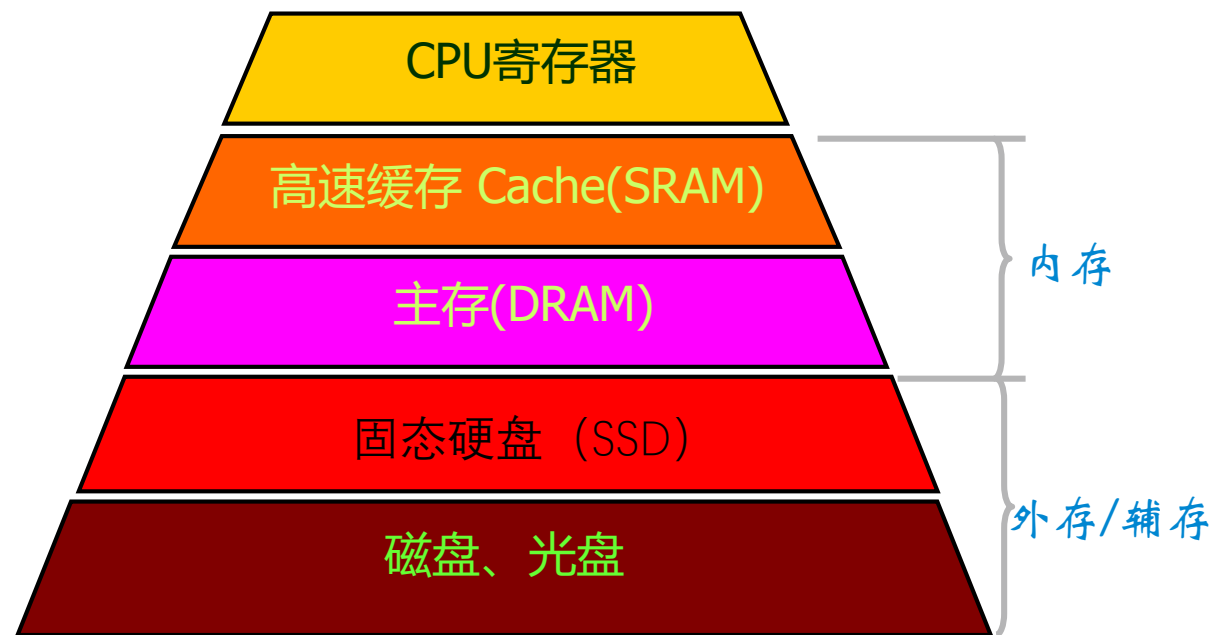 CPU寄存器
高速缓存 Cache(SRAM)
主存(DRAM)
内存
固态硬盘（SSD）
磁盘、光盘
外存/辅存